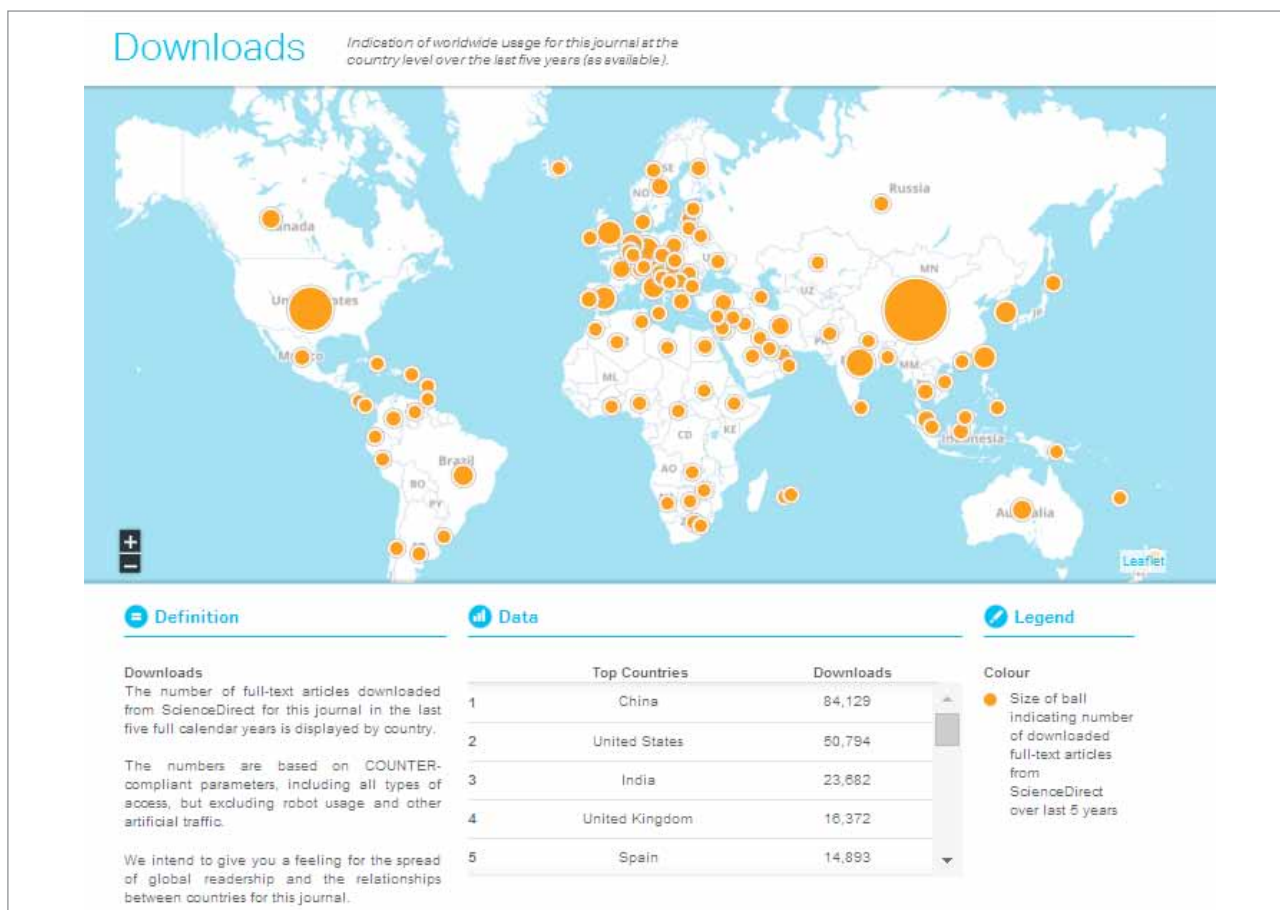 Downloads
Indication of worldwide usage for this journal at the
country level over the last five years (as available).
SE
NO
Russia
MN
UZ
JP
MM
ML
CD
KE
AO
Brazil
BO
PY
+
−
Leaflet
Definition
Downloads
The number of full-text articles downloaded
from ScienceDirect for this journal in the last
five full calendar years is displayed by country.
The numbers are based on COUNTER-
compliant parameters, including all types of
access, but excluding robot usage and other
artificial traffic.
We intend to give you a feeling for the spread
of global readership and the relationships
between countries for this journal.
Data
Top Countries Downloads
1 China 84,129
2 United States 50,794
3 India 23,682
4 United Kingdom 16,372
5 Spain 14,893
Legend
Colour
Size of ball
indicating number
of downloaded
full-text articles
from
ScienceDirect
over last 5 years